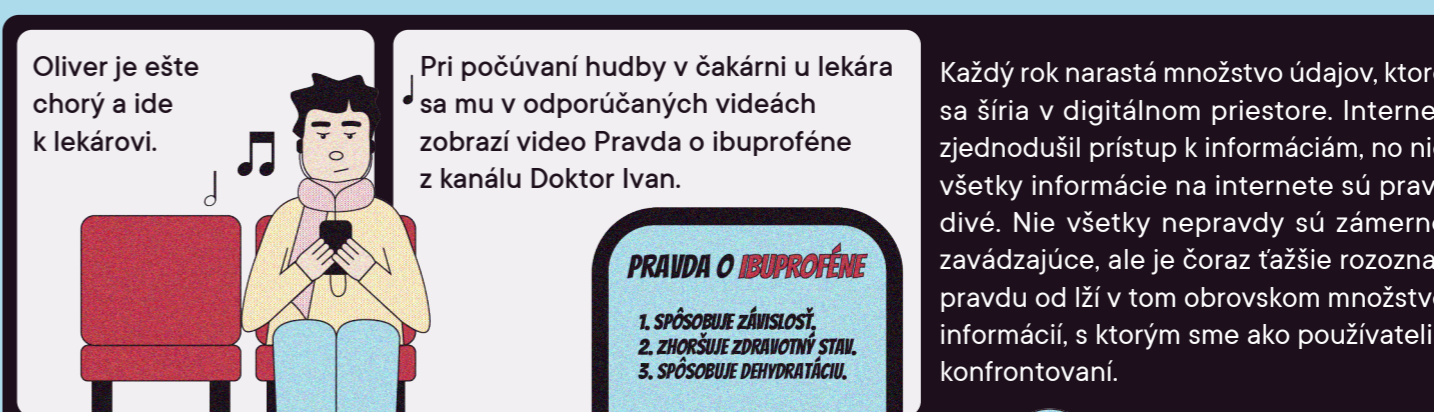 Oliver je ešte
chorý a ide
k lekárovi.
Pri počúvaní hudby v čakárni u lekára
sa mu v odporúčaných videách
zobrazí video Pravda o ibuproféne
z kanálu Doktor Ivan.
PRAVDA O IBUPROFÉNE
1. SPÔSOBUJE ZÁVISLOSŤ.
2. ZHORŠUJE ZDRAVOTNÝ STAV.
3. SPÔSOBUJE DEHYDRATÁCIU.
Každý rok narastá množstvo údajov,
sa šíria v digitálnom priestore.
zjednodušil prístup k informáciám, no
všetky informácie na internete sú prav-
divé. Nie všetky nepravdy sú
zavádzajúce, ale je čoraz ťažšie
pravdu od lží v tom obrovskom
informácií, s ktorým sme ako používatelia
konfrontovaní.